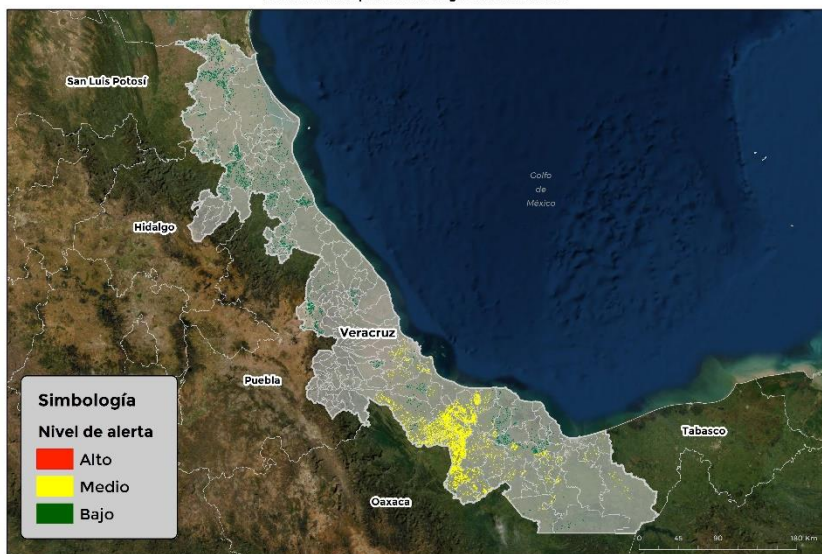 San Luis Potosí
Golfo
de
México
Hidalgo
Veracruz
Puebla
Tabasco
Oaxaca
Simbología
Nivel de alerta
Alto
Medio
Bajo
0 45 90 180 Km